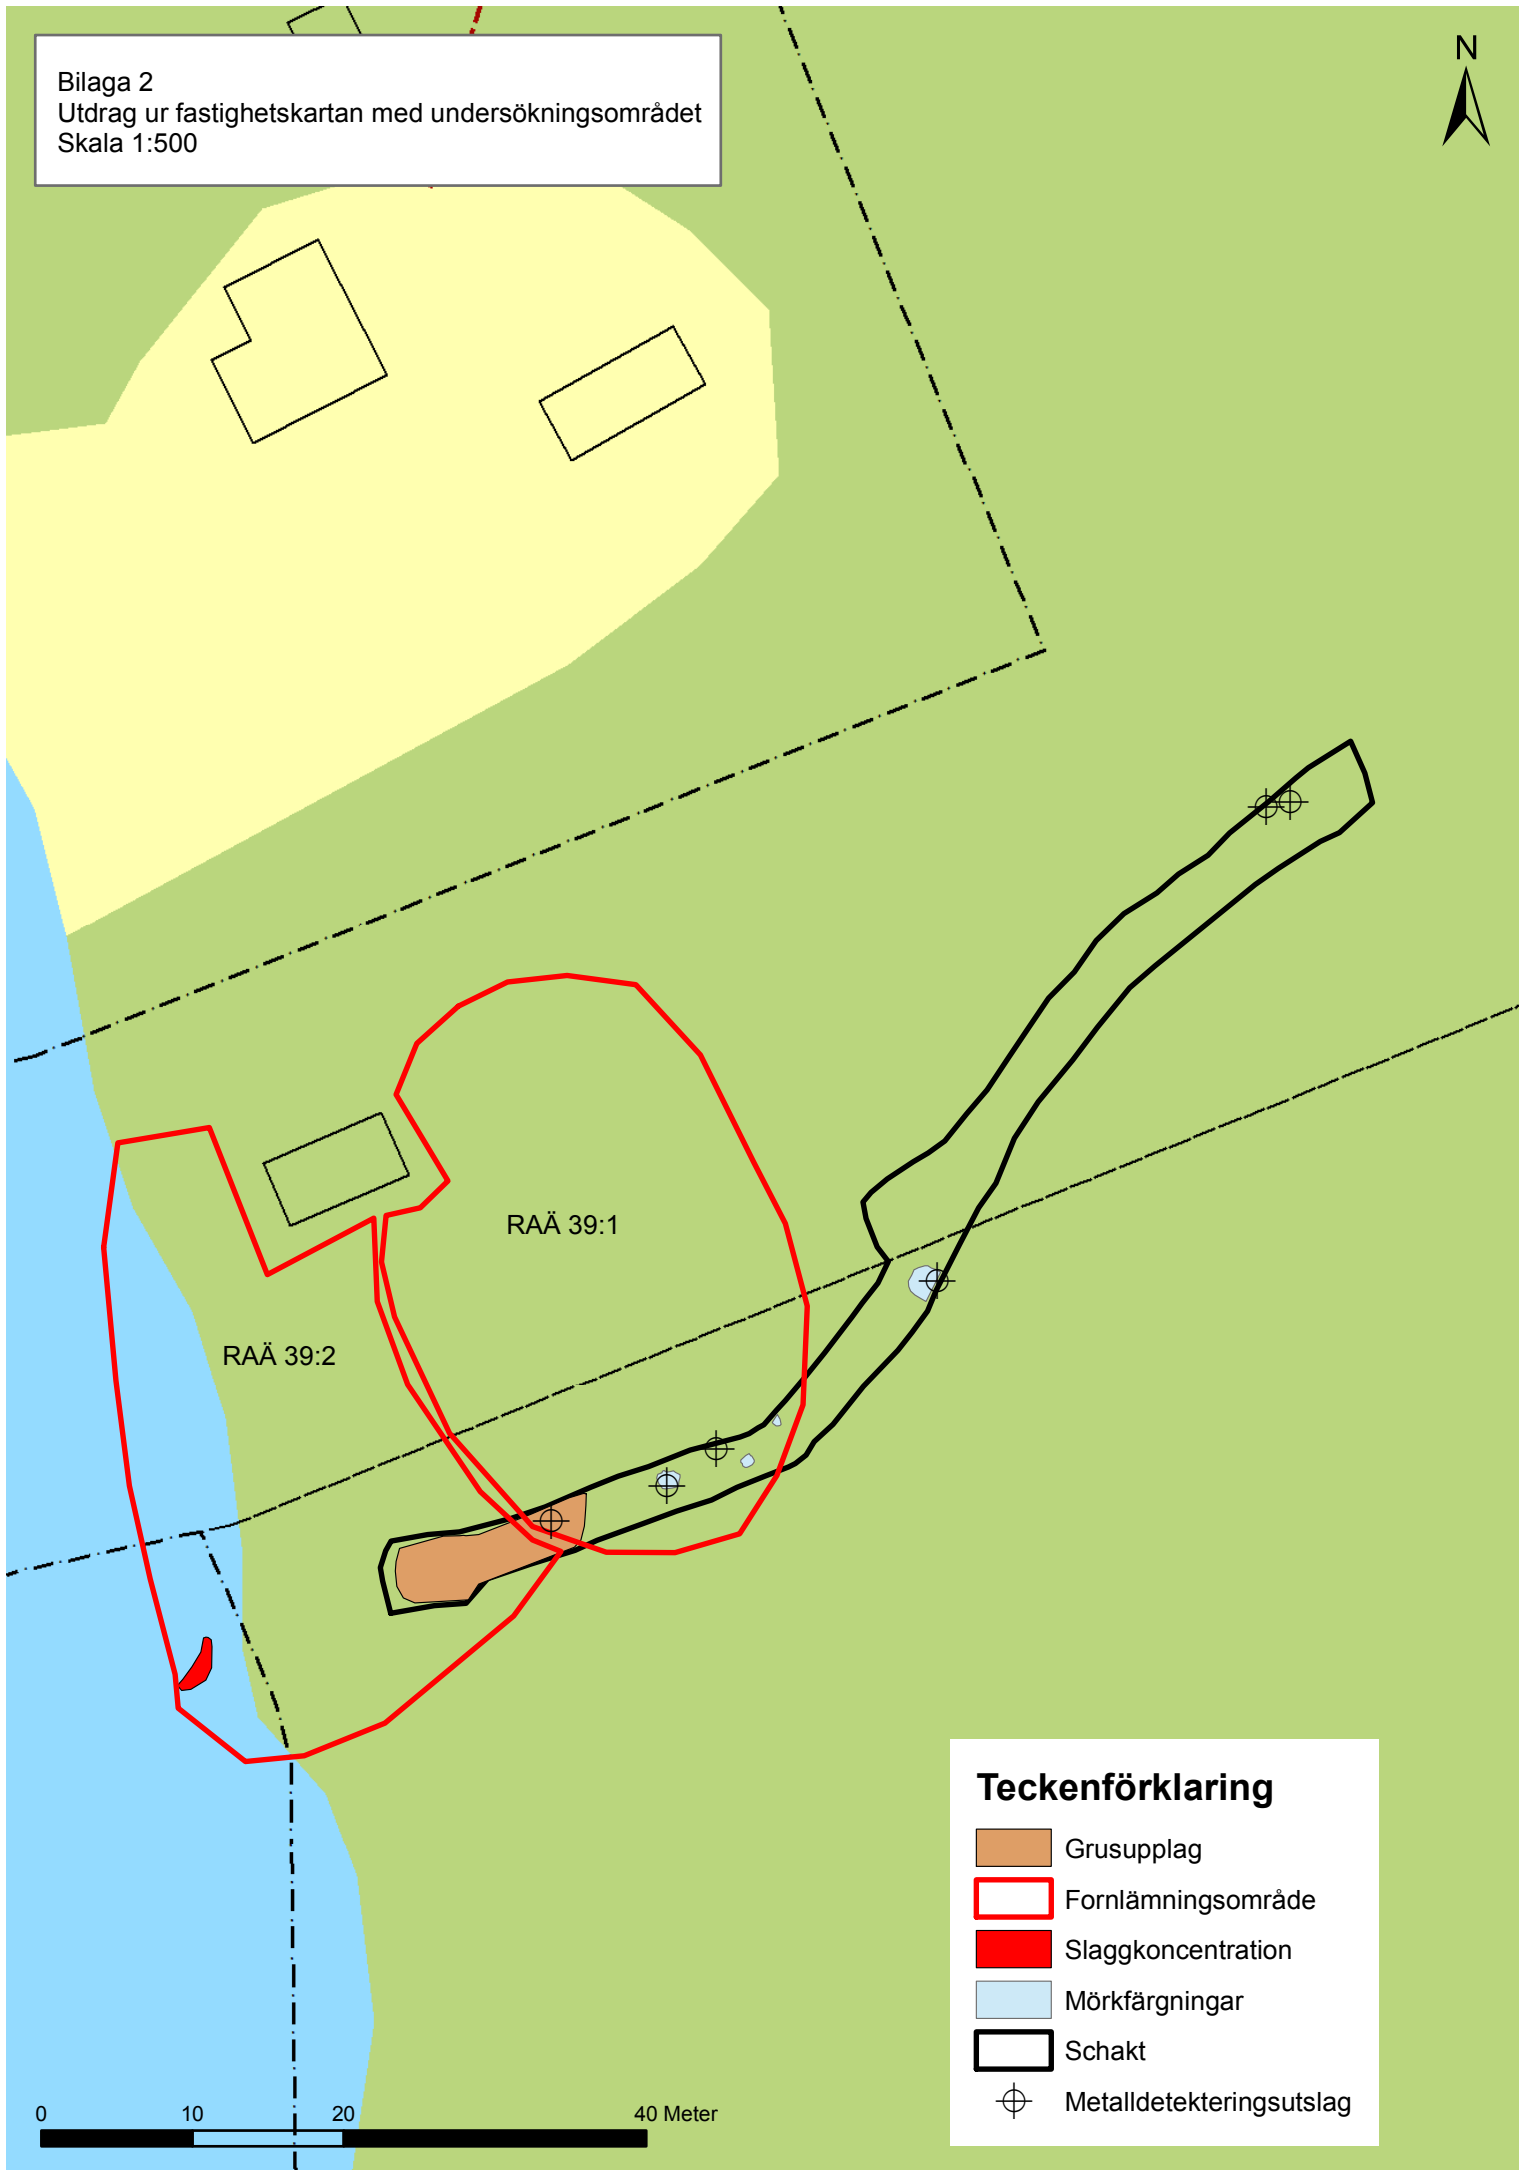 Bilaga 2
Utdrag ur fastighetskartan med undersökningsområdet
Skala 1:500
N
RAÄ 39:1
RAÄ 39:2
Teckenförklaring
Grusupplag
Fornlämningsområde
Slaggkoncentration
Mörkfärgningar
Schakt
Metalldetekteringsutslag
0 10 20 40 Meter